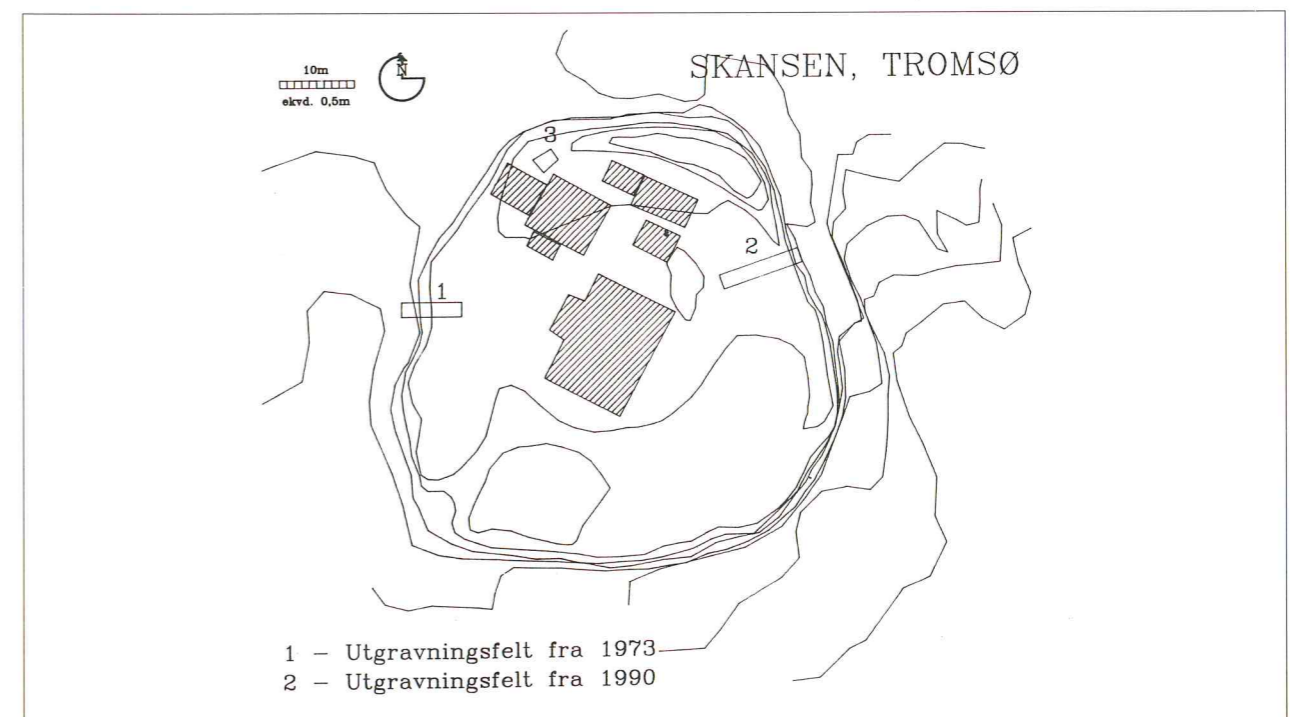 SKANSEN, TROMSØ
10m
N
ekvd. 0,5m
3
2
1
1 – Utgravningsfelt fra 1973
2 – Utgravningsfelt fra 1990